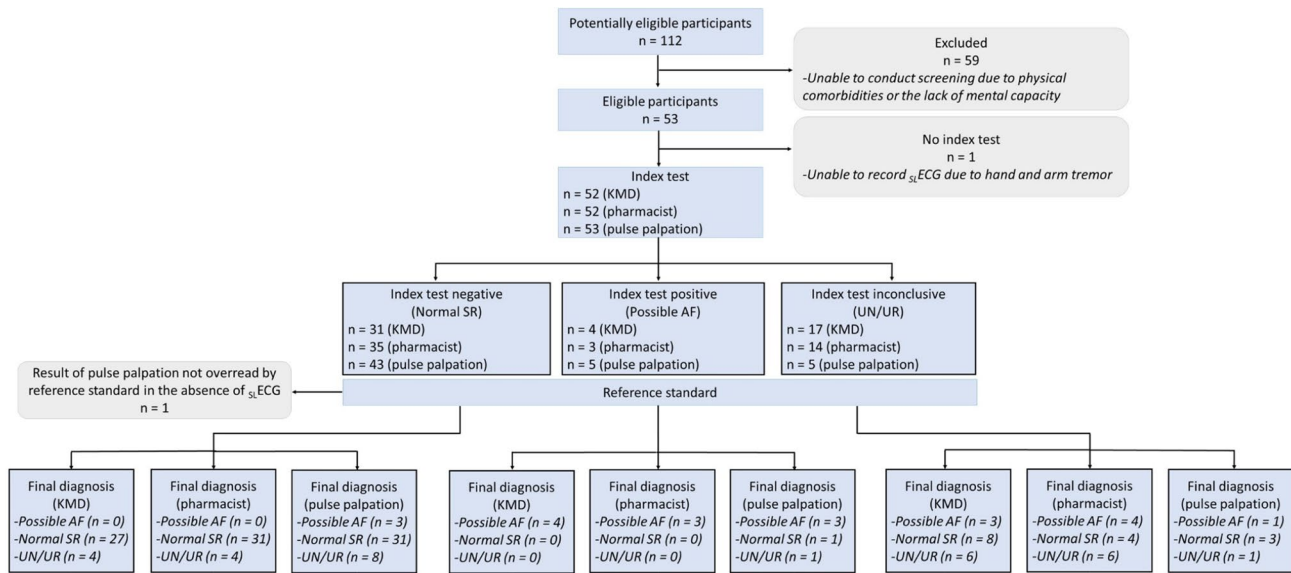 Potentially eligible participants
n = 112
Excluded
n = 59
-Unable to conduct screening due to physical
comorbidities or the lack of mental capacity
Eligible participants
n = 53
No index test
n = 1
-Unable to record SLECG due to hand and arm tremor
Index test
n = 52 (KMD)
n = 52 (pharmacist)
n = 53 (pulse palpation)
Index test negative
(Normal SR)
n = 31 (KMD)
n = 35 (pharmacist)
n = 43 (pulse palpation)
Index test positive
(Possible AF)
n = 4 (KMD)
n = 3 (pharmacist)
n = 5 (pulse palpation)
Index test inconclusive
(UN/UR)
n = 17 (KMD)
n = 14 (pharmacist)
n = 5 (pulse palpation)
Result of pulse palpation not overread by
reference standard in the absence of SLECG
n = 1
Reference standard
Final diagnosis
(KMD)
-Possible AF (n = 0)
-Normal SR (n = 27)
-UN/UR (n = 4)
Final diagnosis
(pharmacist)
-Possible AF (n = 0)
-Normal SR (n = 31)
-UN/UR (n = 4)
Final diagnosis
(pulse palpation)
-Possible AF (n = 3)
-Normal SR (n = 31)
-UN/UR (n = 8)
Final diagnosis
(KMD)
-Possible AF (n = 4)
-Normal SR (n = 0)
-UN/UR (n = 0)
Final diagnosis
(pharmacist)
-Possible AF (n = 3)
-Normal SR (n = 0)
-UN/UR (n = 0)
Final diagnosis
(pulse palpation)
-Possible AF (n = 3)
-Normal SR (n = 1)
-UN/UR (n = 1)
Final diagnosis
(KMD)
-Possible AF (n = 3)
-Normal SR (n = 8)
-UN/UR (n = 6)
Final diagnosis
(pharmacist)
-Possible AF (n = 4)
-Normal SR (n = 4)
-UN/UR (n = 6)
Final diagnosis
(pulse palpation)
-Possible AF (n = 1)
-Normal SR (n = 3)
-UN/UR (n = 1)